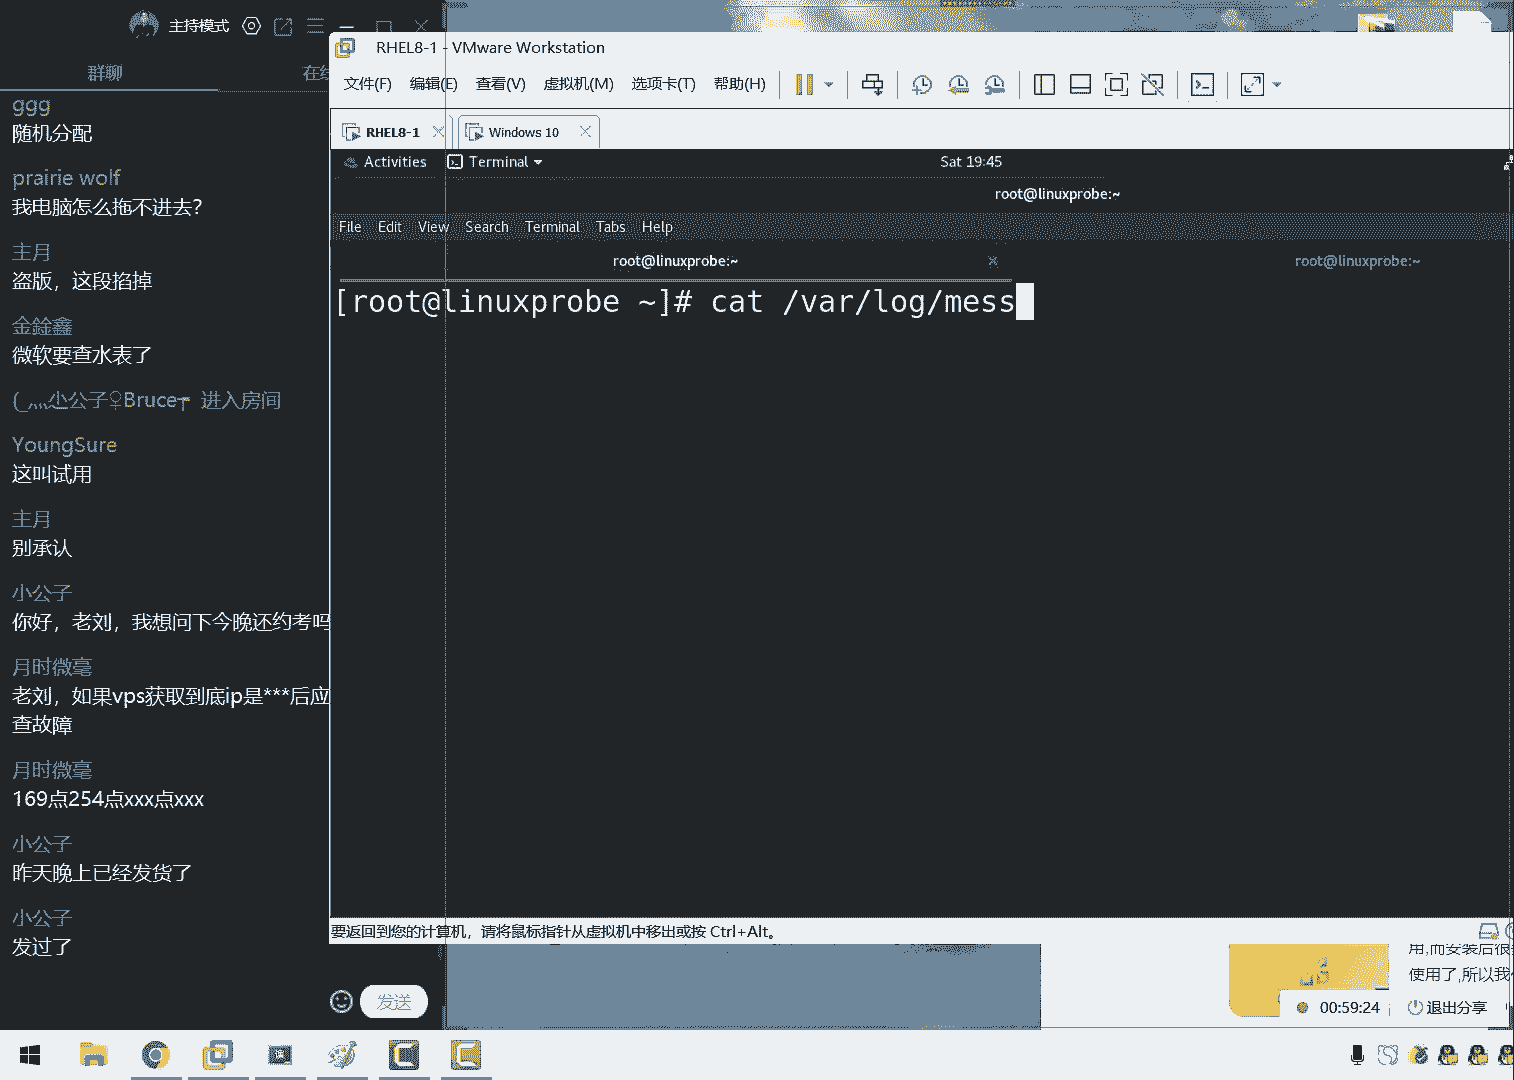 主持模式
群聊
在线
ggg
随机分配
prairie wolf
我电脑怎么拖不进去?
主月
盗版，这段掐掉
金鋡鑫
微软要查水表了
进入房间
YoungSure
这叫试用
主月
别承认
小公子
你好，老刘，我想问下今晚还约考吗
月时微毫
老刘，如果vps获取到底ip是***后应
查故障
月时微毫
169点254点xxx点xxx
小公子
昨天晚上已经发货了
小公子
发过了
发送
RHEL8-1 - VMware Workstation
文件(F) 编辑(E) 查看(V) 虚拟机(M) 选项卡(T) 帮助(H)
RHEL8-1 Windows 10
Activities Terminal Sat 19:45
root@linuxprobe:~
File Edit View Search Terminal Tabs Help
root@linuxprobe:~ root@linuxprobe:~
[root@linuxprobe ~]# cat /var/log/mess
要返回到您的计算机，请将鼠标指针从虚拟机中移出或按 Ctrl+Alt。
用,而安装后很
使用了,所以我
00:59:24 退出分享